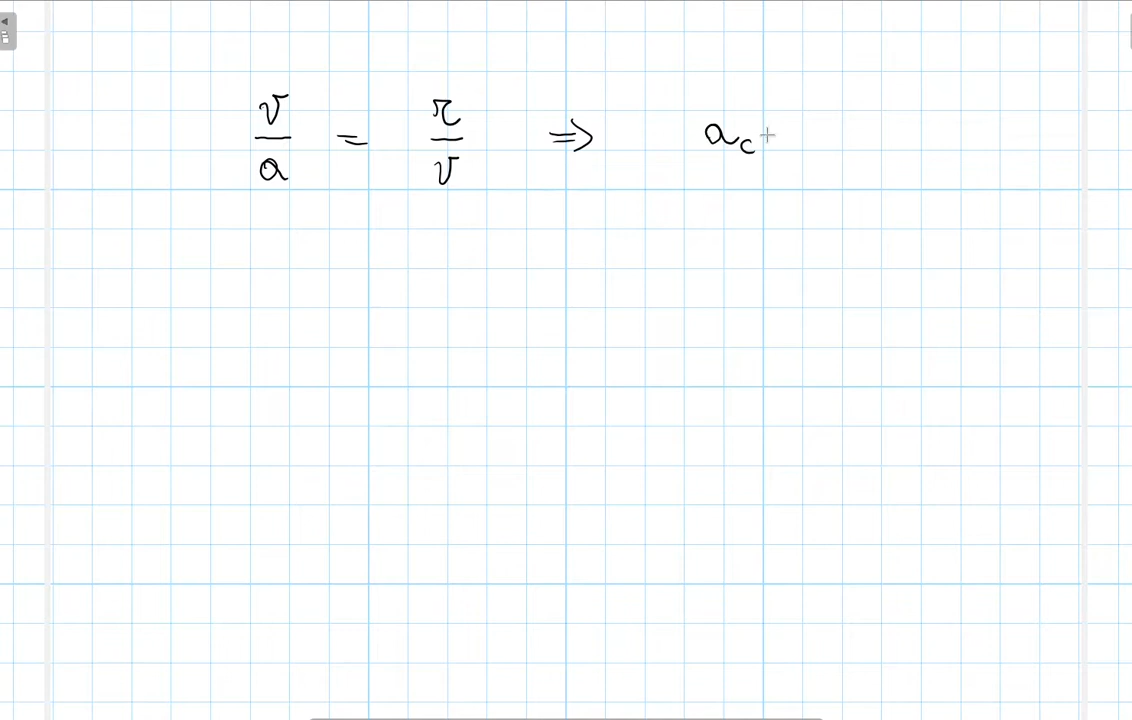 v/a = r/v ⇒ a_c